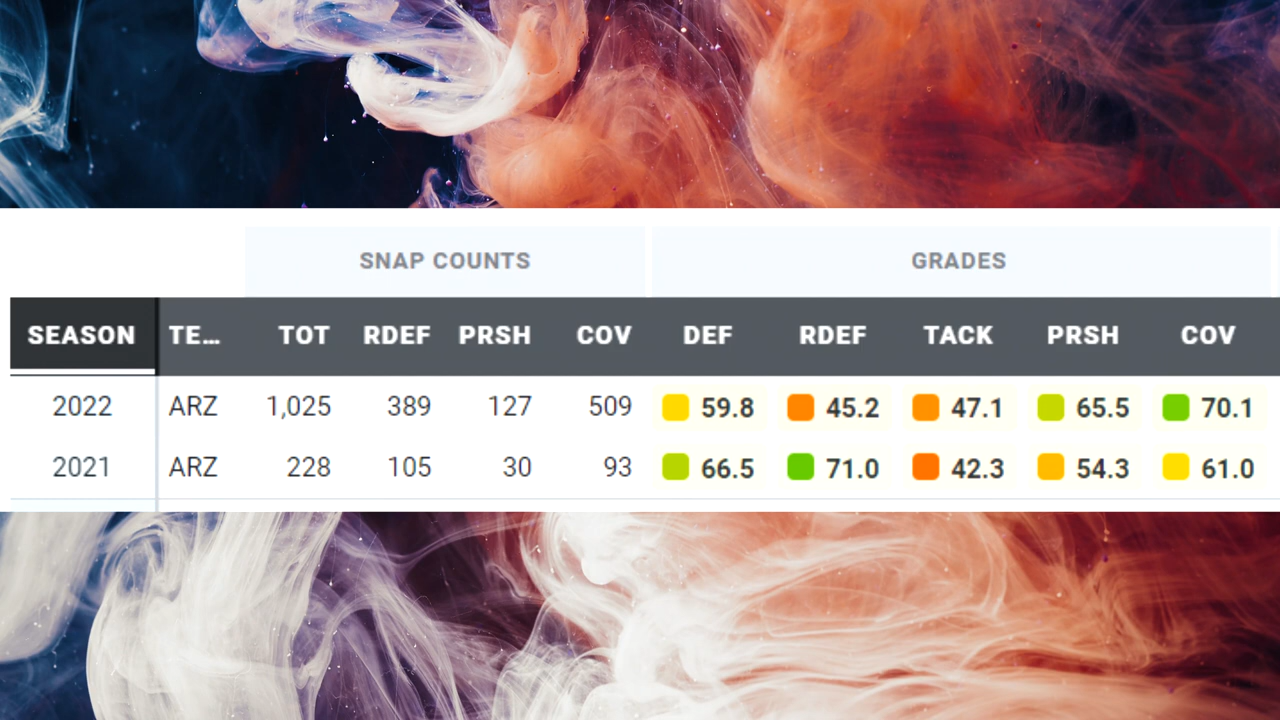 SNAP COUNTS GRADES
SEASON TE... TOT RDEF PRSH COV DEF RDEF TACK PRSH COV
2022 ARZ 1,025 389 127 509 59.8 45.2 47.1 65.5 70.1
2021 ARZ 228 105 30 93 66.5 71.0 42.3 54.3 61.0